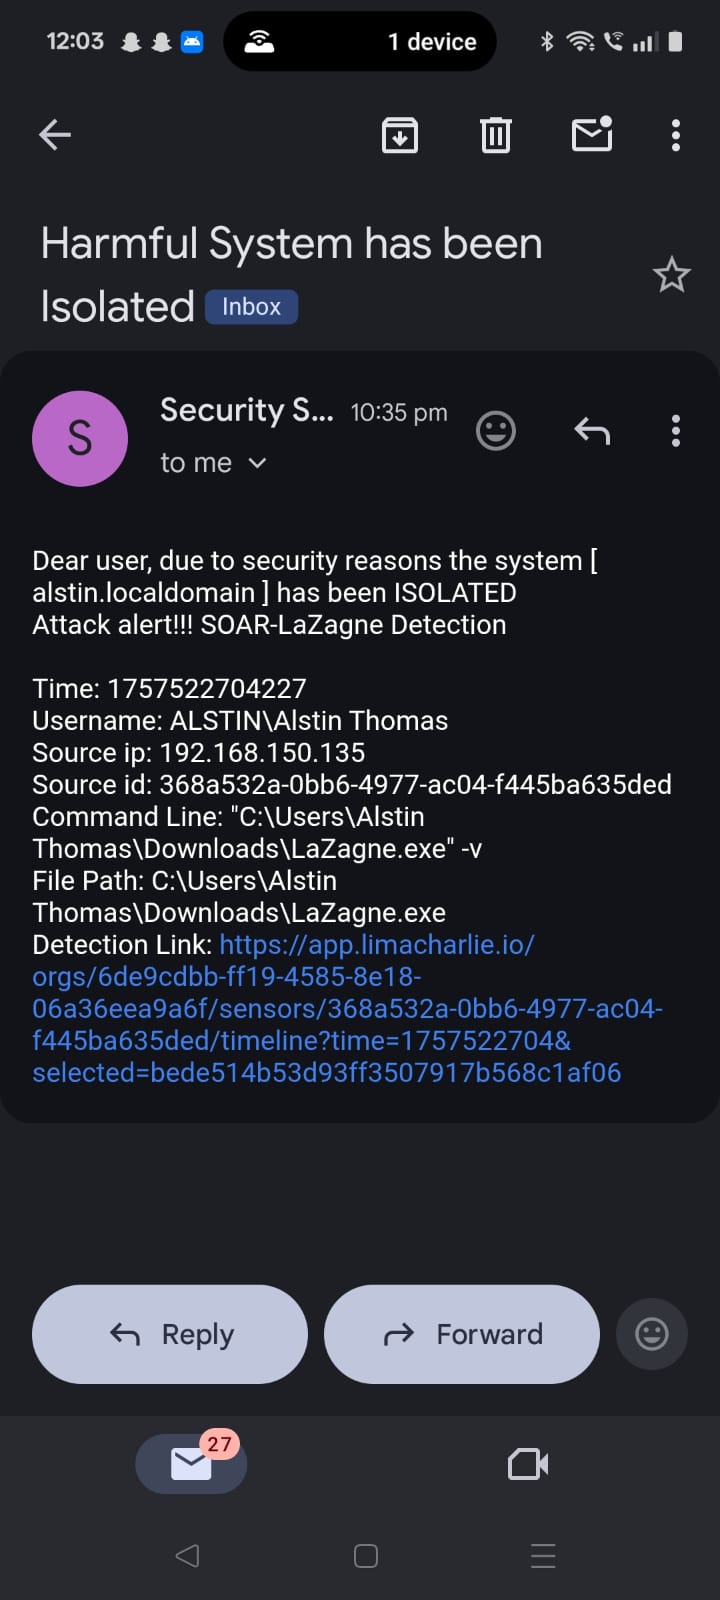 12:03
1 device
Harmful System has been
Isolated Inbox
S
Security S... 10:35 pm
to me
Dear user, due to security reasons the system [
alstin.localdomain ] has been ISOLATED
Attack alert!!! SOAR-LaZagne Detection
Time: 1757522704227
Username: ALSTIN\Alstin Thomas
Source ip: 192.168.150.135
Source id: 368a532a-0bb6-4977-ac04-f445ba635ded
Command Line: "C:\Users\Alstin
Thomas\Downloads\LaZagne.exe" -v
File Path: C:\Users\Alstin
Thomas\Downloads\LaZagne.exe
Detection Link: https://app.limacharlie.io/
orgs/6de9cdbb-ff19-4585-8e18-
06a36eea9a6f/sensors/368a532a-0bb6-4977-ac04-
f445ba635ded/timeline?time=1757522704&
selected=bede514b53d93ff3507917b568c1af06
Reply
Forward
27